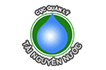 CỤC QUẢN LÝ
TÀI NGUYÊN NƯỚC